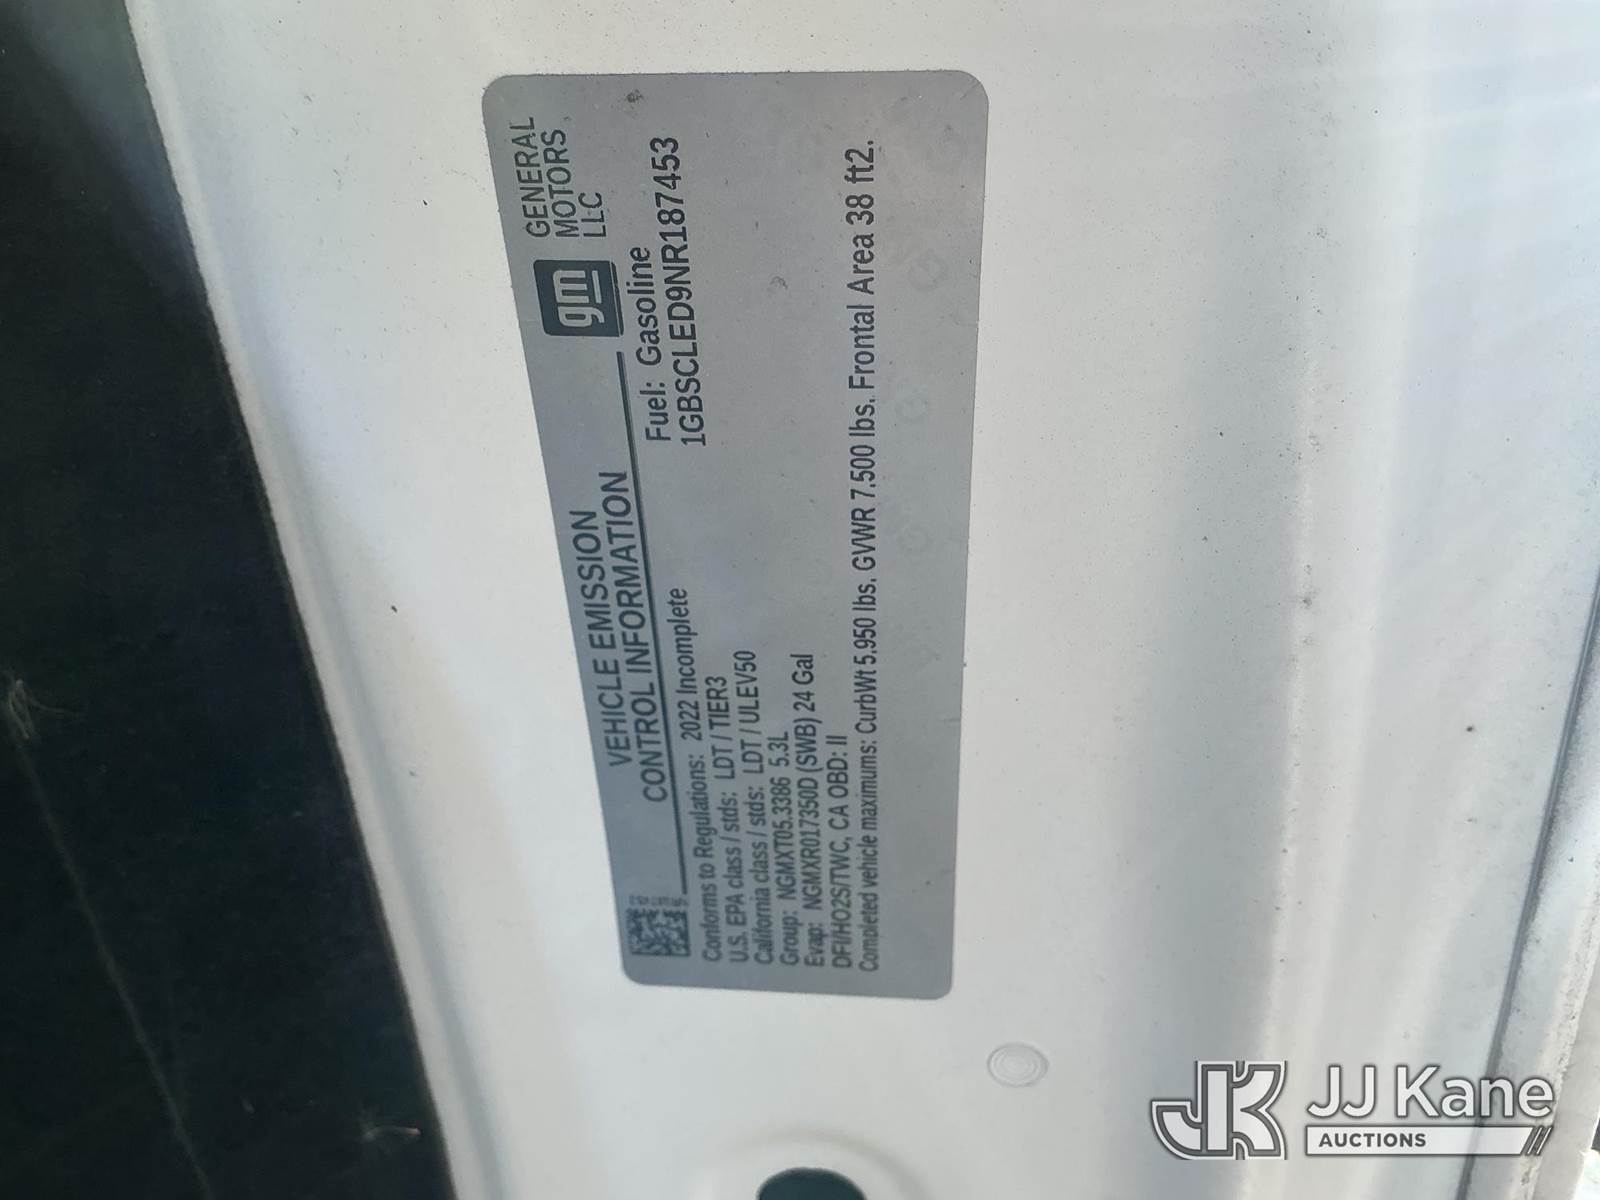 VEHICLE EMISSION
CONTROL INFORMATION
gm
GENERAL
MOTORS
LLC
Fuel: Gasoline
1GBSCLED9NR187453
Conforms to Regulations: 2022 Incomplete
U.S. EPA class / stds: LDT / TIER3
California class / stds: LDT / ULEV50
Group: NGMXT05.3386 5.3L
Evap: NGMXR017350D (SWB) 24 Gal
DFI/HO2S/TWC, CA OBD: II
Completed vehicle maximums: CurbWt 5,950 lbs. GVWR 7,500 lbs. Frontal Area 38 ft2.
JK JJ Kane
AUCTIONS